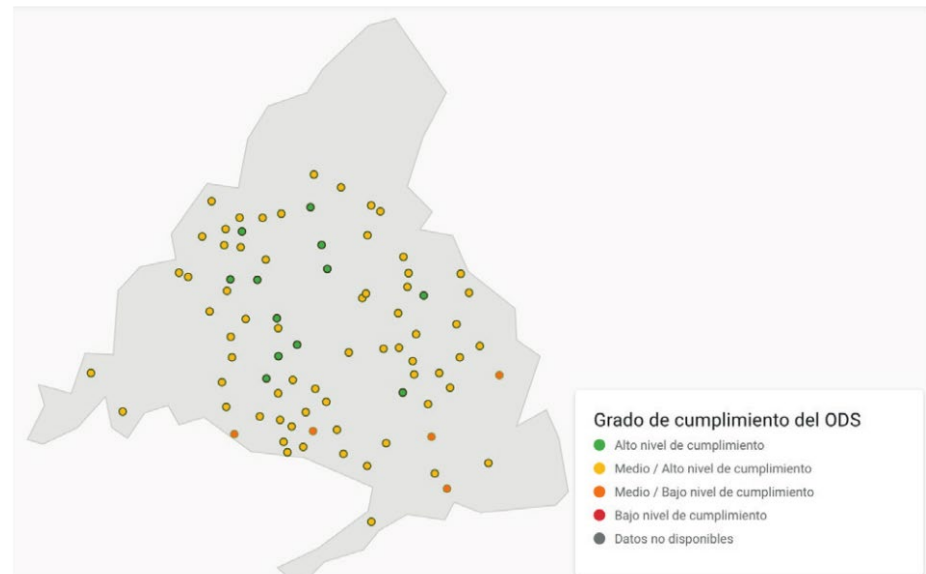 Grado de cumplimiento del ODS
Alto nivel de cumplimiento
Medio / Alto nivel de cumplimiento
Medio / Bajo nivel de cumplimiento
Bajo nivel de cumplimiento
Datos no disponibles